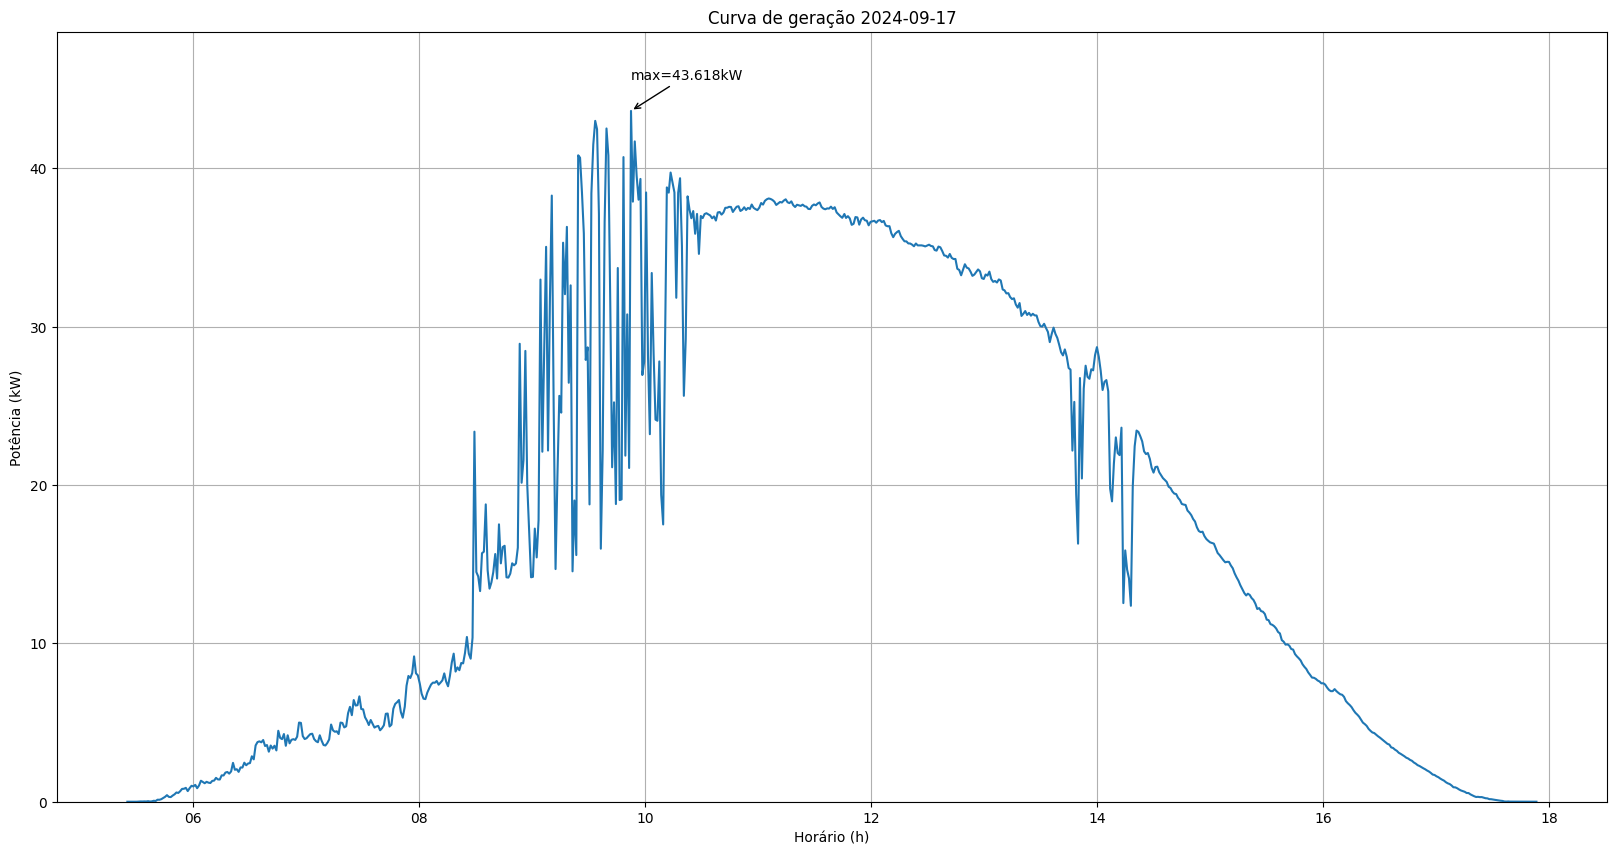 Curva de geração 2024-09-17
max=43.618kW
40
30
20
10
0
Potência (kW)
06 08 10 12 14 16 18
Horário (h)